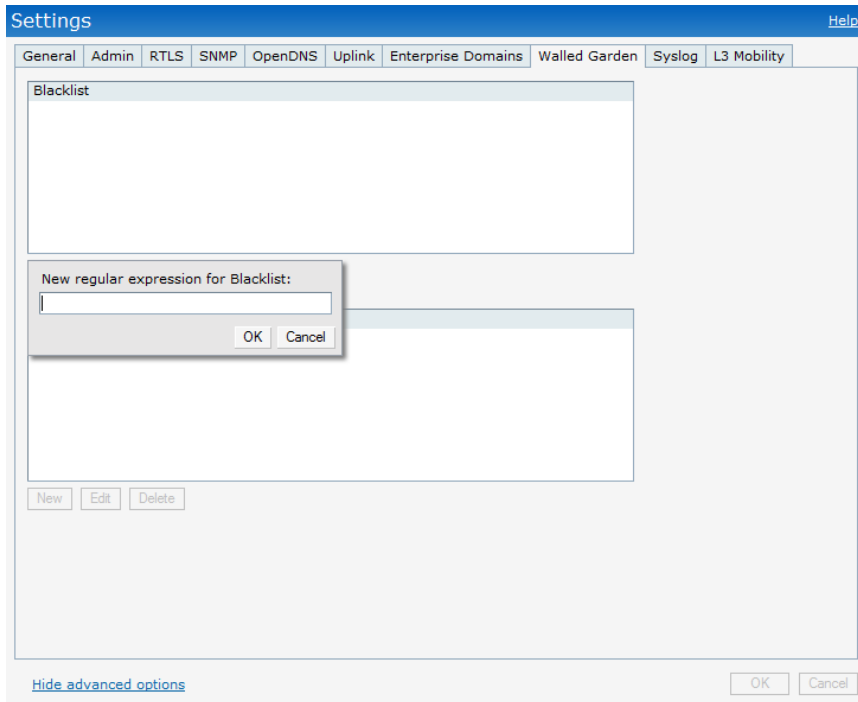 Settings Help
General Admin RTLS SNMP OpenDNS Uplink Enterprise Domains Walled Garden Syslog L3 Mobility
Blacklist
New regular expression for Blacklist:
OK Cancel
New Edit Delete
Hide advanced options OK Cancel